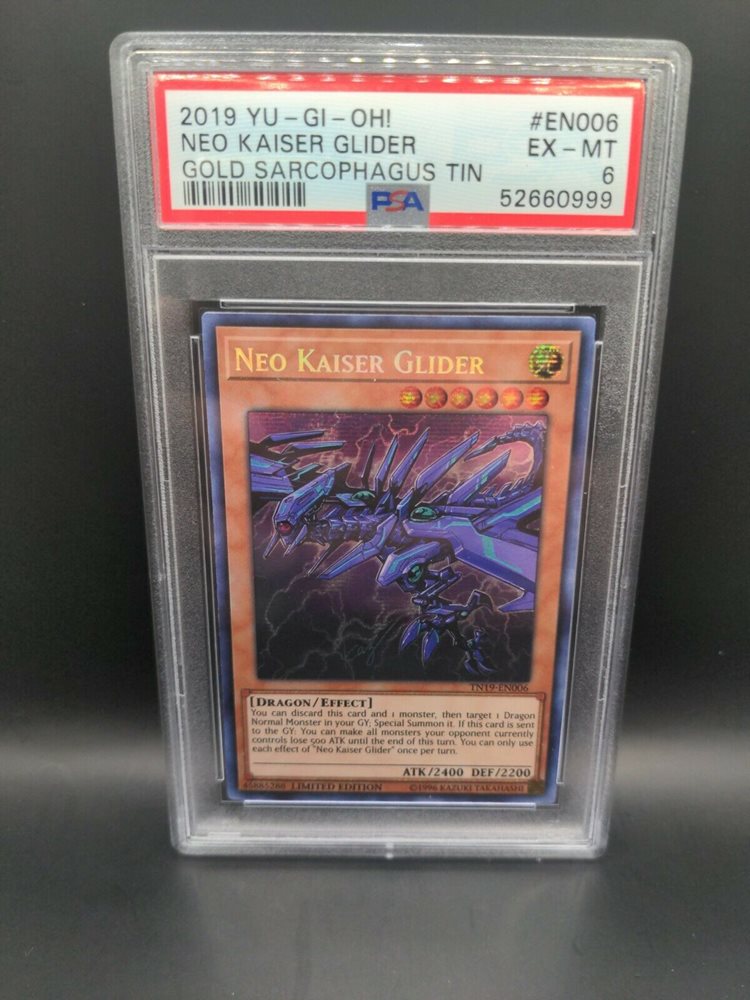 2019 YU-GI-OH! #EN006
NEO KAISER GLIDER EX-MT
GOLD SARCOPHAGUS TIN 6
PSA 52660999
NEO KAISER GLIDER
TN19-EN006
[DRAGON/EFFECT]
You can discard this card and 1 monster, then target 1 Dragon
Normal Monster in your GY; Special Summon it. If this card is sent
to the GY: You can make all monsters your opponent currently
controls lose 500 ATK until the end of this turn. You can only use
each effect of "Neo Kaiser Glider" once per turn.
ATK/2400 DEF/2200
LIMITED EDITION ©1996 KAZUKI TAKAHASHI